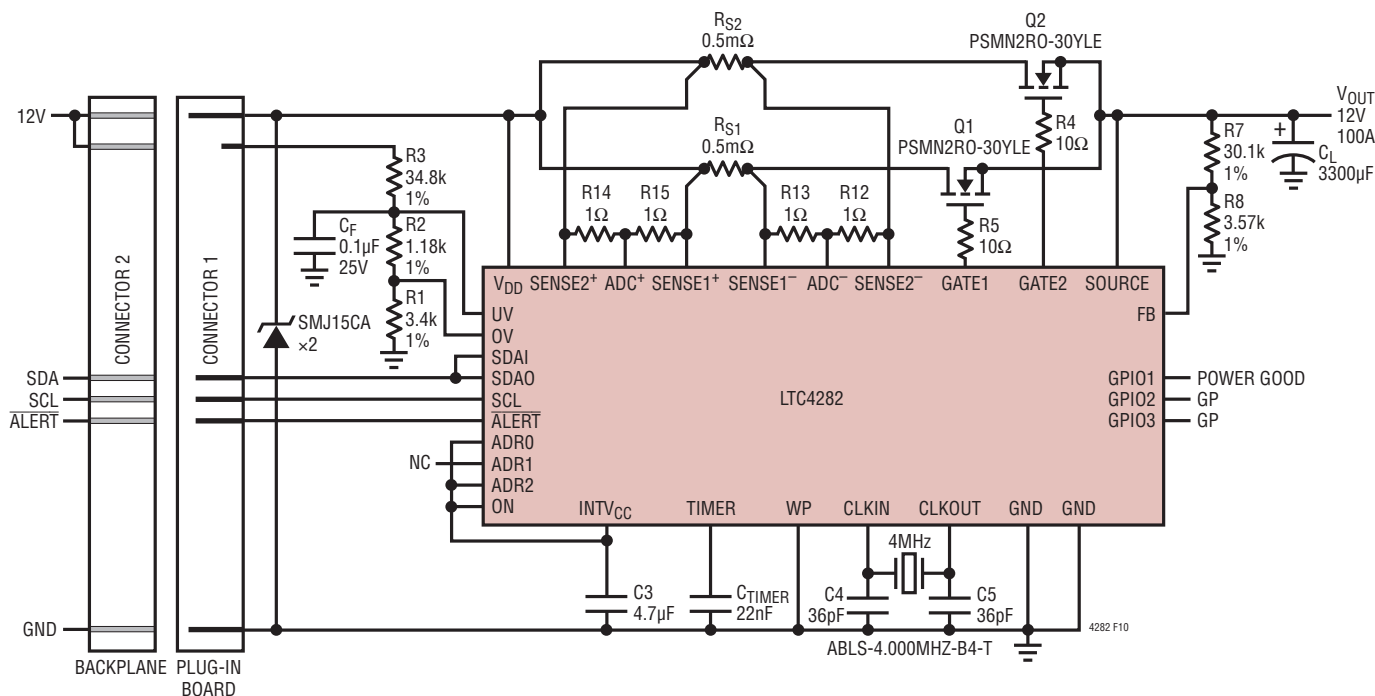 Q2
PSMN2RO-30YLE
RS2
0.5mΩ
12V
VOUT
12V
100A
R4
10Ω
R7
30.1k
1%
+
CL
3300µF
RS1
0.5mΩ
Q1
PSMN2RO-30YLE
R3
34.8k
1%
R14
1Ω
R15
1Ω
R13
1Ω
R12
1Ω
R8
3.57k
1%
CF
0.1µF
25V
R2
1.18k
1%
R5
10Ω
R1
3.4k
1%
SMJ15CA
×2
CONNECTOR 2
CONNECTOR 1
VDD
SENSE2+
ADC+
SENSE1+
SENSE1–
ADC–
SENSE2–
GATE1
GATE2
SOURCE
UV
OV
SDAI
SDAO
SCL
ALERT
ADR0
ADR1
ADR2
ON
FB
LTC4282
GPIO1
GPIO2
GPIO3
POWER GOOD
GP
GP
SDA
SCL
ALERT
NC
INTVCC
TIMER
WP
CLKIN
CLKOUT
GND
GND
4MHz
C3
4.7µF
CTIMER
22nF
C4
36pF
C5
36pF
GND
ABLS-4.000MHZ-B4-T
4282 F10
BACKPLANE
PLUG-IN
BOARD